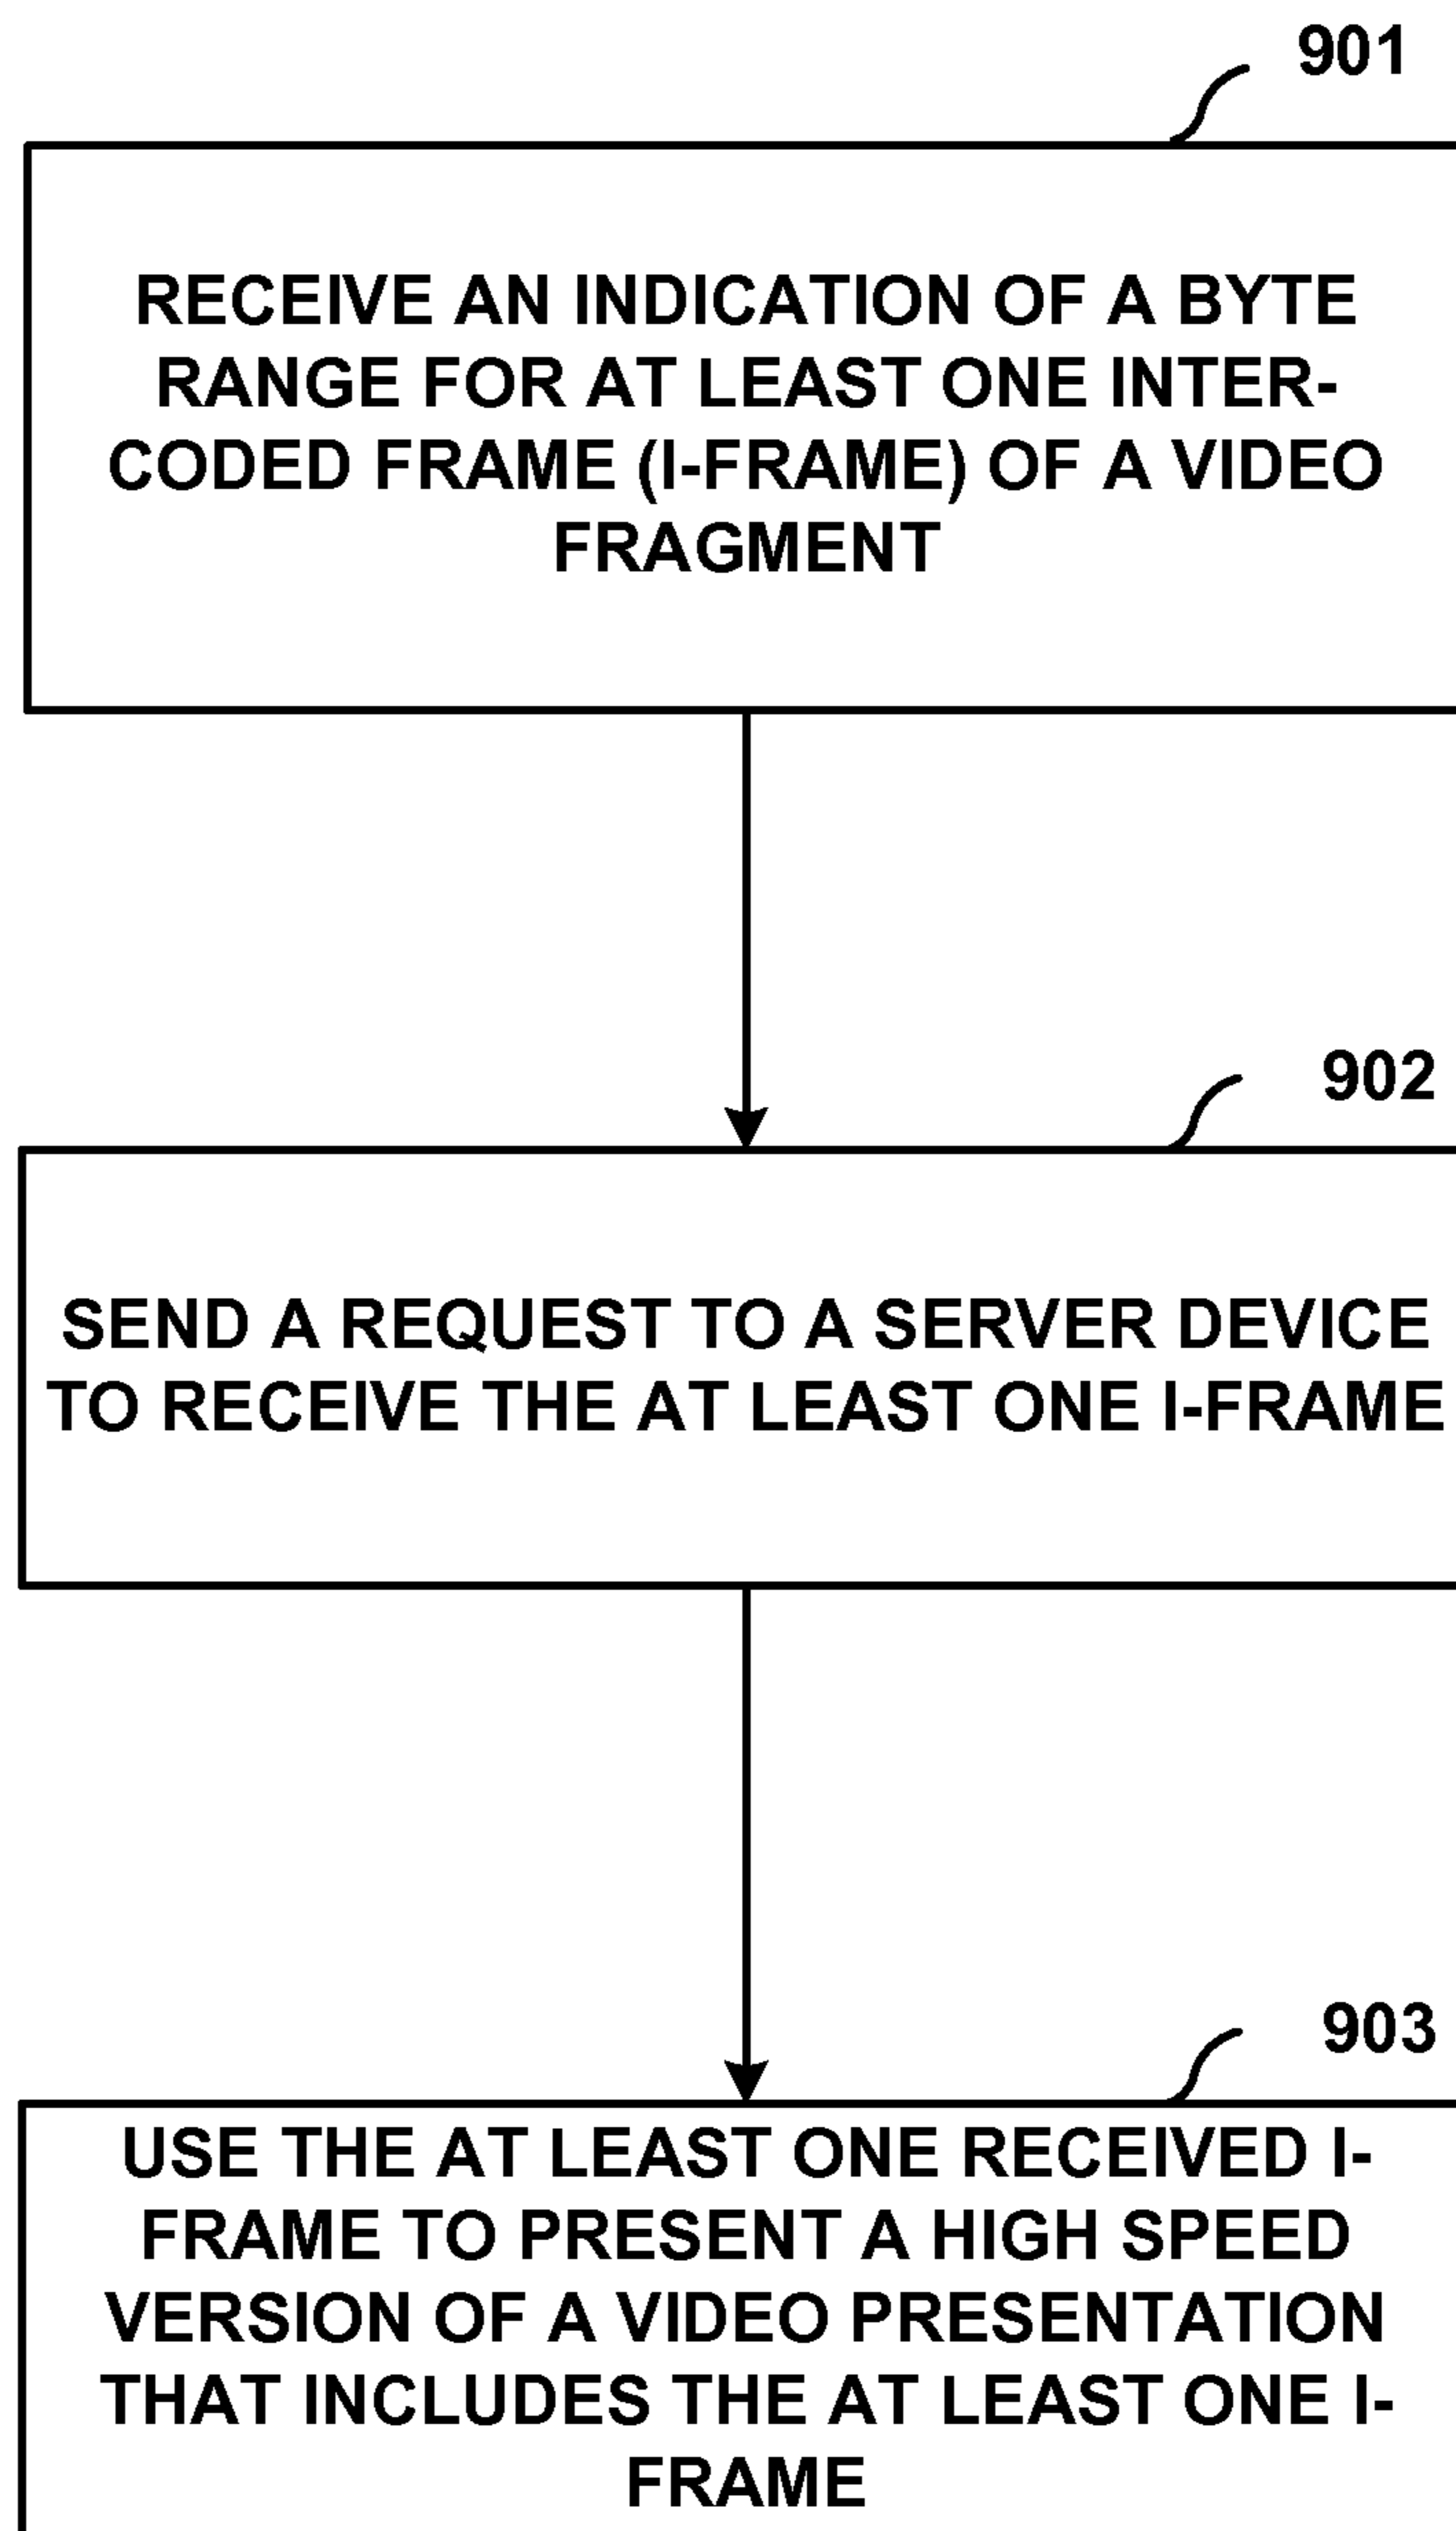 901
RECEIVE AN INDICATION OF A BYTE
RANGE FOR AT LEAST ONE INTER-
CODED FRAME (I-FRAME) OF A VIDEO
FRAGMENT
902
SEND A REQUEST TO A SERVER DEVICE
TO RECEIVE THE AT LEAST ONE I-FRAME
903
USE THE AT LEAST ONE RECEIVED I-
FRAME TO PRESENT A HIGH SPEED
VERSION OF A VIDEO PRESENTATION
THAT INCLUDES THE AT LEAST ONE I-
FRAME